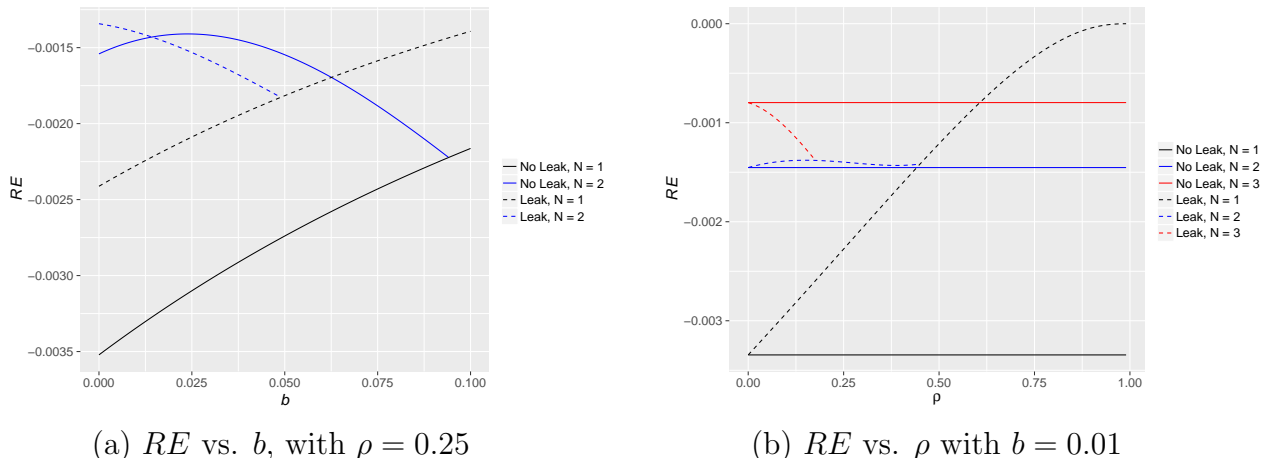 −0.0015
−0.0020
−0.0025
−0.0030
−0.0035
RE
0.000
0.025
0.050
0.075
0.100
b
No Leak, N = 1
No Leak, N = 2
Leak, N = 1
Leak, N = 2
(a) RE vs. b, with ρ = 0.25
0.000
−0.001
−0.002
−0.003
RE
0.00
0.25
0.50
0.75
1.00
ρ
No Leak, N = 1
No Leak, N = 2
No Leak, N = 3
Leak, N = 1
Leak, N = 2
Leak, N = 3
(b) RE vs. ρ with b = 0.01